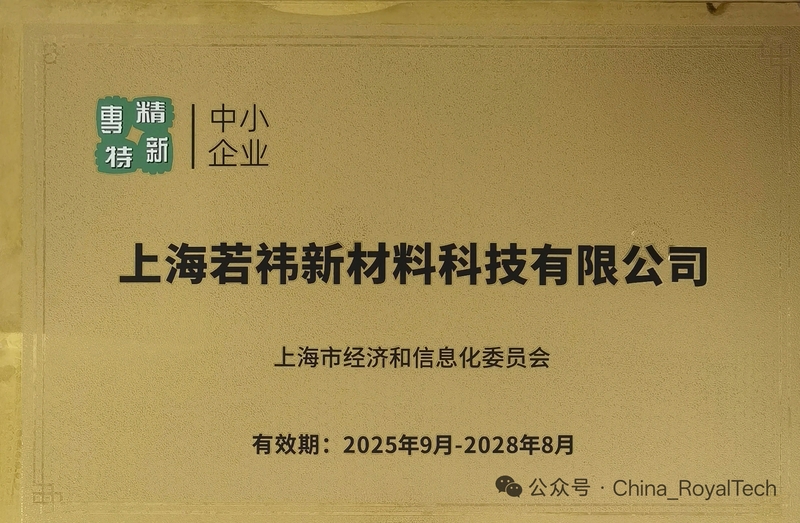 專精
特新
中小
企业
上海若祎新材料科技有限公司
上海市经济和信息化委员会
有效期：2025年9月-2028年8月
公众号 · China_RoyalTech